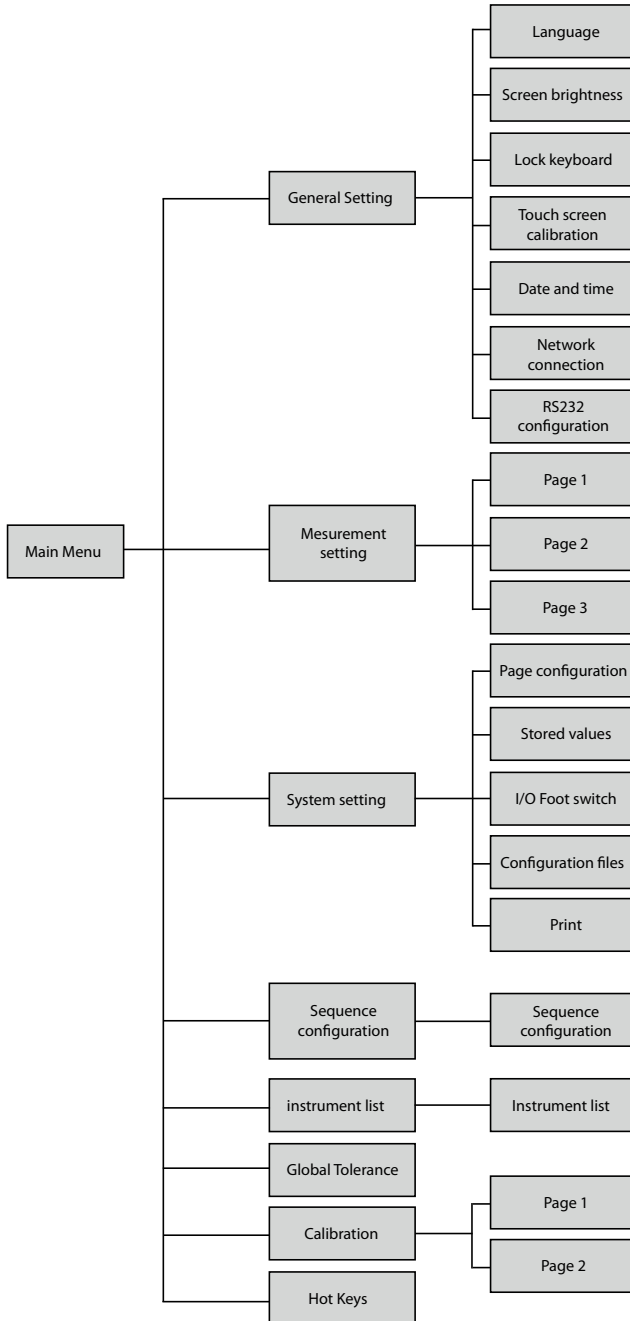 Main Menu
General Setting
Language
Screen brightness
Lock keyboard
Touch screen
calibration
Date and time
Network
connection
RS232
configuration
Mesurement
setting
Page 1
Page 2
Page 3
System setting
Page configuration
Stored values
I/O Foot switch
Configuration files
Print
Sequence
configuration
Sequence
configuration
instrument list
Instrument list
Global Tolerance
Calibration
Page 1
Page 2
Hot Keys